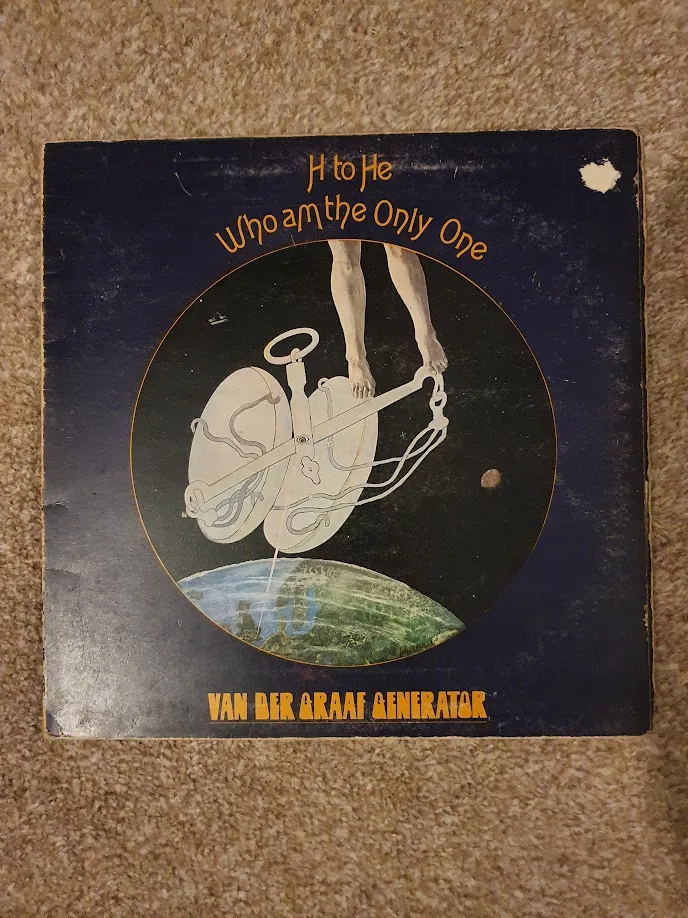 H to He
Who am the Only One
VAN DER GRAAF GENERATOR